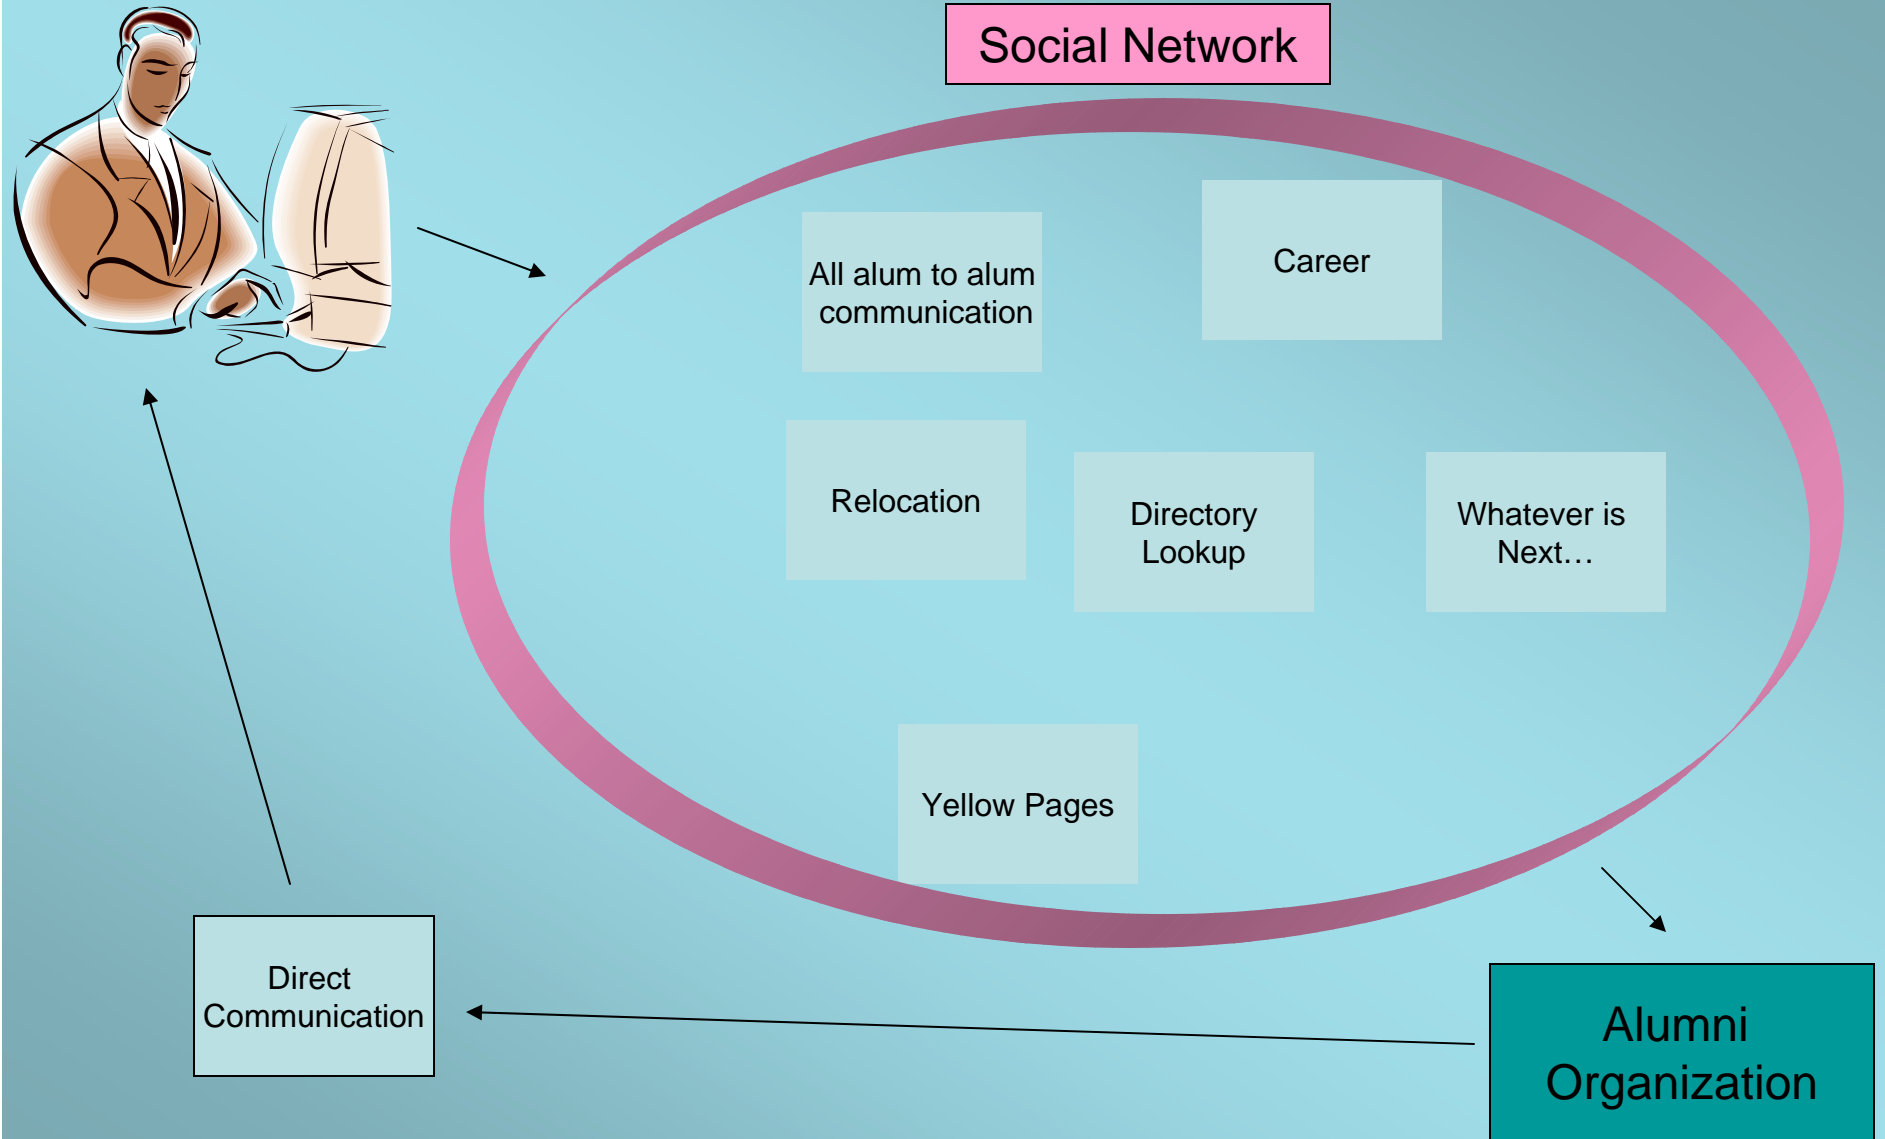 Social Network
All alum to alum
communication
Career
Relocation
Directory
Lookup
Whatever is
Next…
Yellow Pages
Direct
Communication
Alumni
Organization